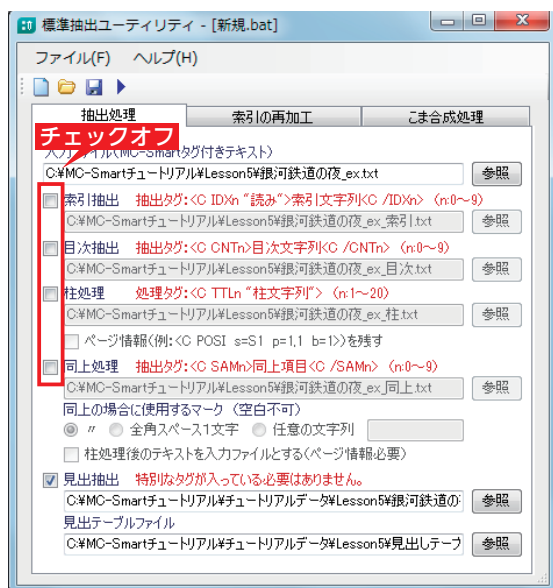 標準抽出ユーティリティ - [新規.bat]
ファイル(F) ヘルプ(H)
抽出処理 索引の再加工 こま合成処理
チェックオフ
入力ファイル(MC-Smartタグ付きテキスト)
C:¥MC-Smartチュートリアル¥Lesson5¥銀河鉄道の夜_ex.txt 参照
索引抽出 抽出タグ:<C IDXn "読み">索引文字列<C /IDXn> (n:0～9)
C:¥MC-Smartチュートリアル¥Lesson5¥銀河鉄道の夜_ex_索引.txt 参照
目次抽出 抽出タグ:<C CNTn>目次文字列<C /CNTn> (n:0～9)
C:¥MC-Smartチュートリアル¥Lesson5¥銀河鉄道の夜_ex_目次.txt 参照
柱処理 処理タグ:<C TTLn "柱文字列"> (n:1～20)
C:¥MC-Smartチュートリアル¥Lesson5¥銀河鉄道の夜_ex_柱.txt 参照
ページ情報(例:<C POSI s=S1 p=1,1 b=1>)を残す
同上処理 抽出タグ:<C SAMn>同上項目<C /SAMn> (n:0～9)
C:¥MC-Smartチュートリアル¥Lesson5¥銀河鉄道の夜_ex_同上.txt 参照
同上の場合に使用するマーク (空白不可)
〃 全角スペース1文字 任意の文字列
柱処理後のテキストを入力ファイルとする(ページ情報必要)
見出抽出 特別なタグが入っている必要はありません。
C:¥MC-Smartチュートリアル¥チュートリアルデータ¥Lesson5¥銀河鉄道の 参照
見出テーブルファイル
C:¥MC-Smartチュートリアル¥チュートリアルデータ¥Lesson5¥見出しテーブ 参照